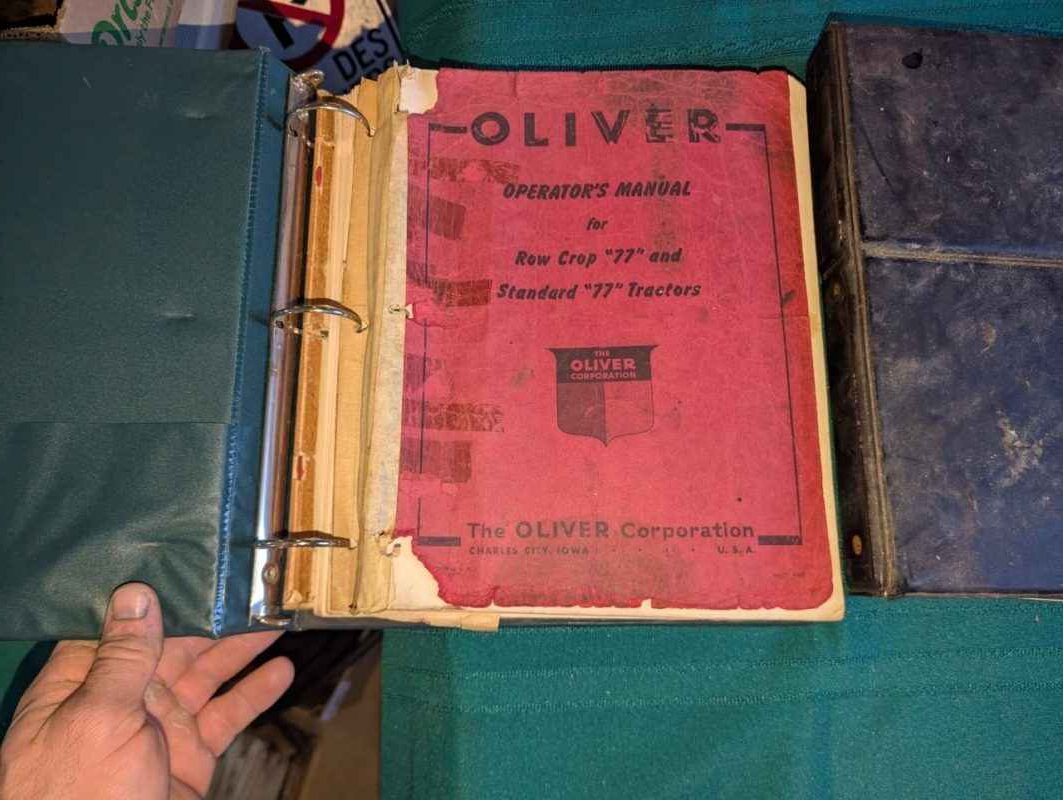 DES
OLIVER
OPERATOR'S MANUAL
for
Row Crop "77" and
Standard "77" Tractors
THE
OLIVER
CORPORATION
The OLIVER Corporation
CHARLES CITY, IOWA U. S. A.